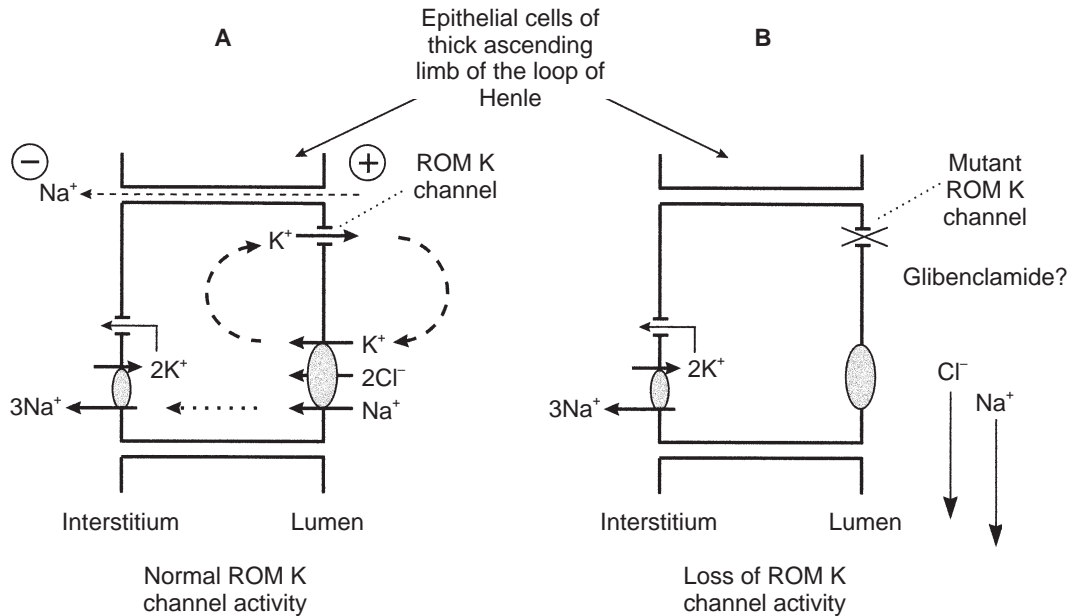 A
Epithelial cells of
thick ascending
limb of the loop of
Henle
B
−
+
Na⁺
ROM K
channel
K⁺
K⁺
2Cl⁻
Na⁺
2K⁺
3Na⁺
Interstitium
Lumen
Normal ROM K
channel activity
Mutant
ROM K
channel
Glibenclamide?
2K⁺
3Na⁺
Cl⁻
Na⁺
Interstitium
Lumen
Loss of ROM K
channel activity